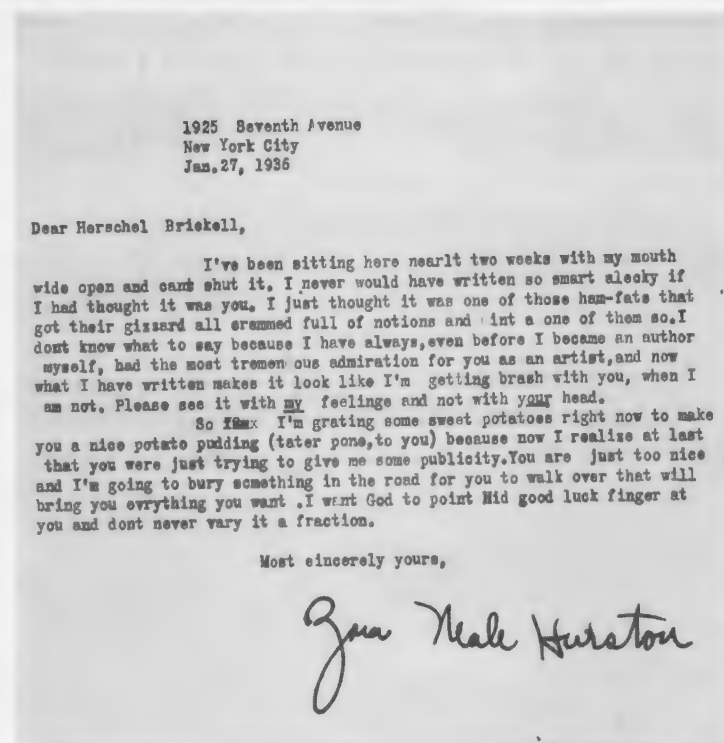 1925 Seventh Avenue
New York City
Jan.27, 1936
Dear Herschel Brickell,
I've been sitting here nearlt two weeks with my mouth
wide open and cant shut it. I never would have written so smart alecky if
I had thought it was you. I just thought it was one of those ham-fats that
got their gizzard all crammed full of notions and int a one of them so.I
dont know what to say because I have always,even before I became an author
myself, had the most tremen ous admiration for you as an artist,and now
what I have written makes it look like I'm getting brash with you, when I
am not. Please see it with my feelings and not with your head.
So I'm grating some sweet potatoes right now to make
you a nice potato pudding (tater pone,to you) because now I realize at last
that you were just trying to give me some publicity.You are just too nice
and I'm going to bury something in the road for you to walk over that will
bring you evrything you want .I want God to point Hid good luck finger at
you and dont never vary it a fraction.
Most sincerely yours,
Zora Neale Hurston